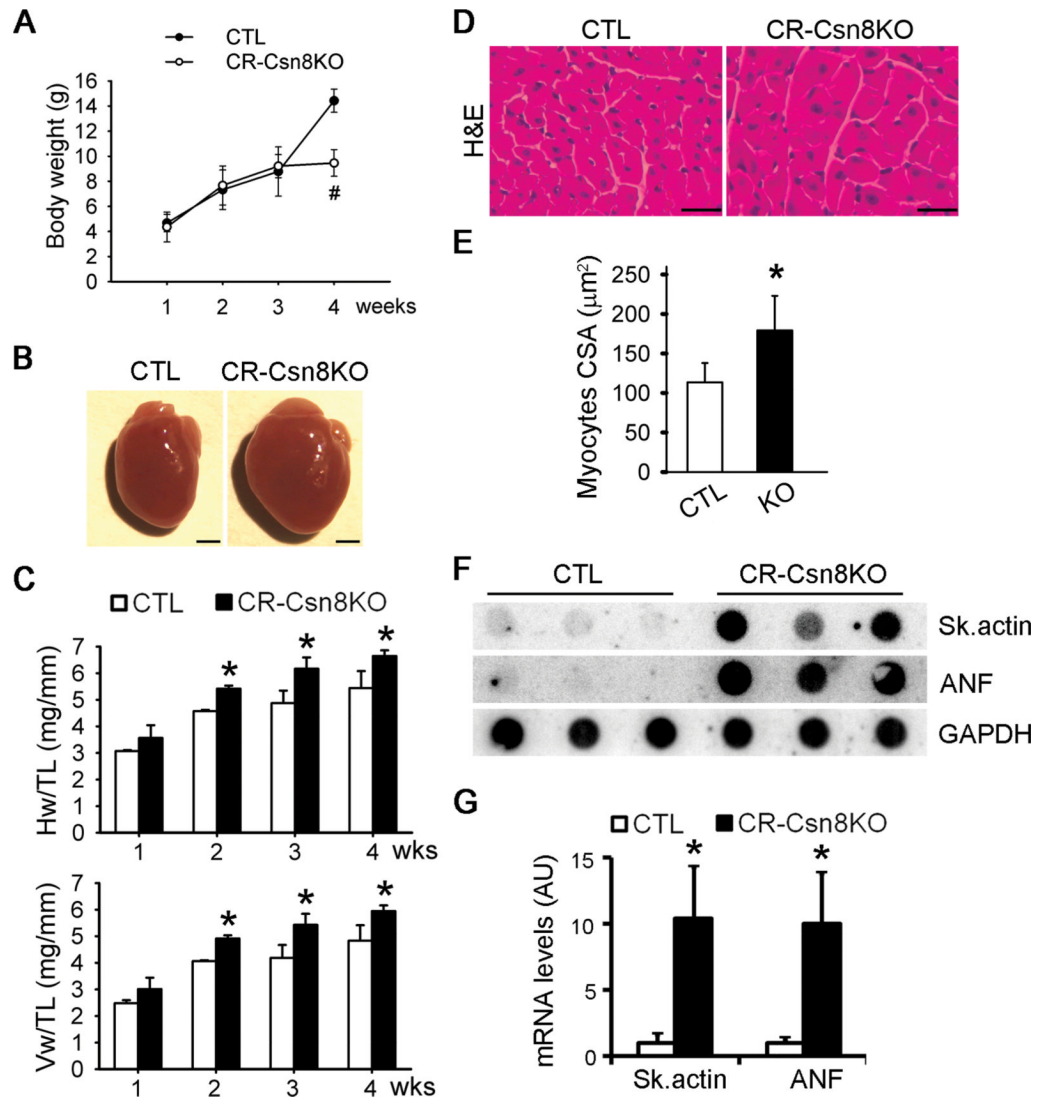 A
CTL
CR-Csn8KO
Body weight (g)
16
14
12
10
8
6
4
2
0
#
1 2 3 4 weeks
B
CTL CR-Csn8KO
C
CTL CR-Csn8KO
Hw/TL (mg/mm)
7
6
5
4
3
2
1
0
* * *
1 2 3 4 wks
Vw/TL (mg/mm)
7
6
5
4
3
2
1
0
* * *
1 2 3 4 wks
D
CTL CR-Csn8KO
H&E
E
Myocytes CSA (µm²)
250
200
150
100
50
0
*
CTL KO
F
CTL CR-Csn8KO
Sk.actin
ANF
GAPDH
G
CTL CR-Csn8KO
mRNA levels (AU)
15
10
5
0
* *
Sk.actin ANF